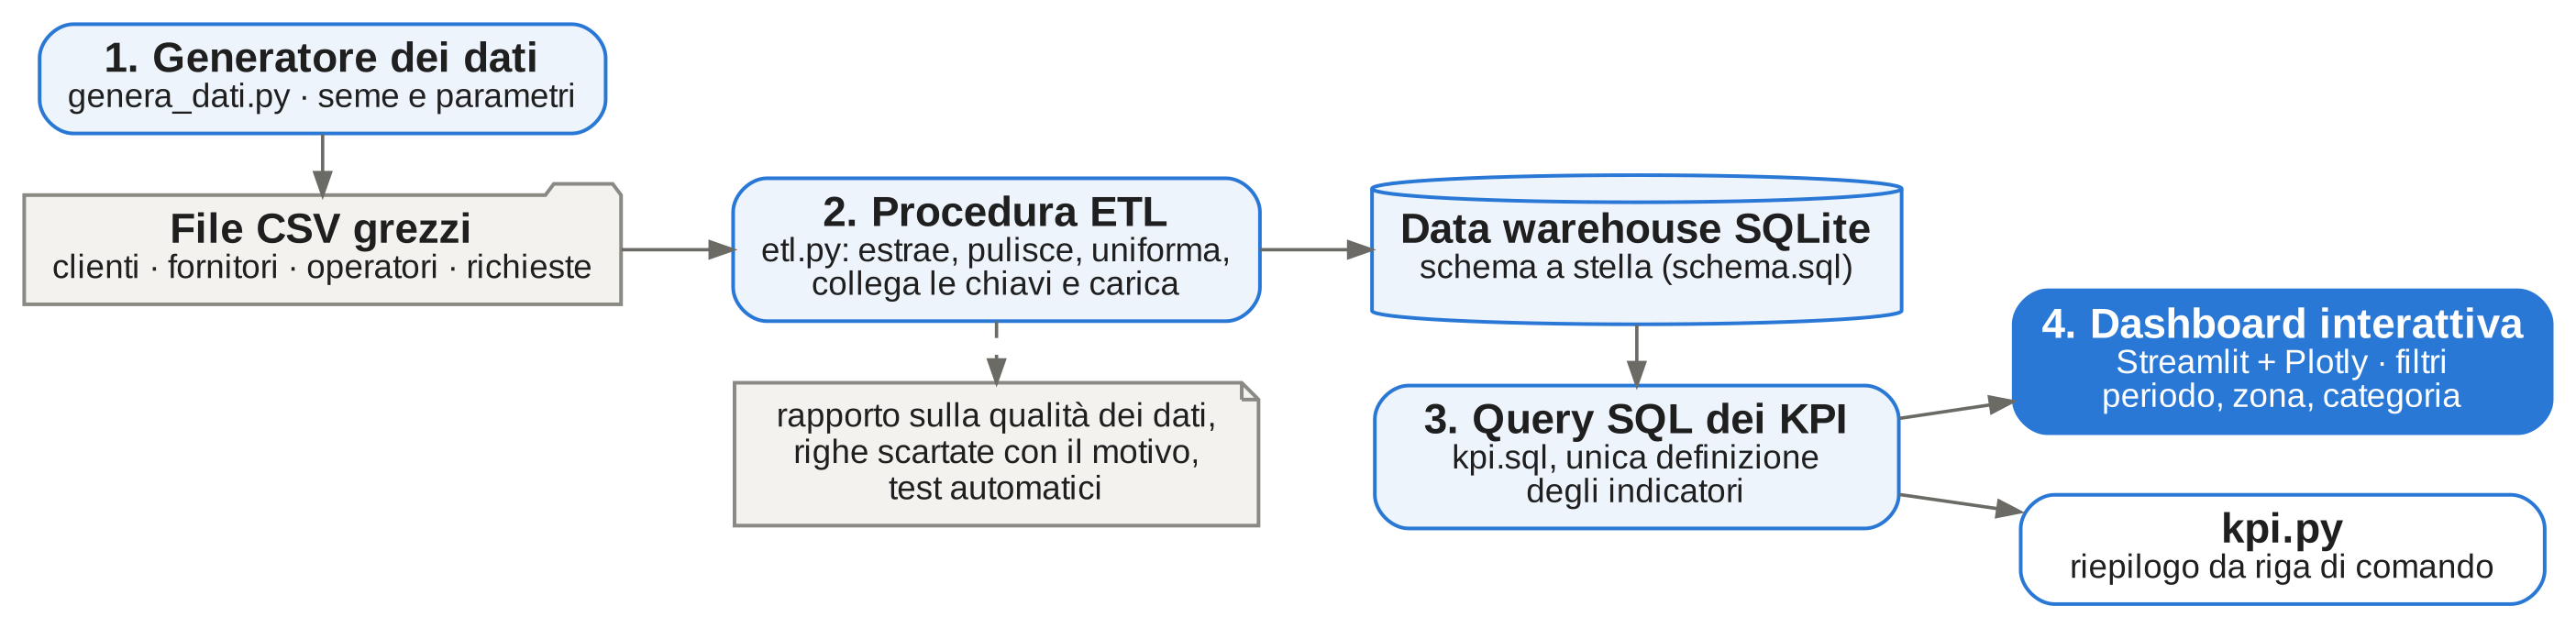 1. Generatore dei dati
genera_dati.py · seme e parametri
File CSV grezzi
clienti · fornitori · operatori · richieste
2. Procedura ETL
etl.py: estrae, pulisce, uniforma,
collega le chiavi e carica
rapporto sulla qualità dei dati,
righe scartate con il motivo,
test automatici
Data warehouse SQLite
schema a stella (schema.sql)
3. Query SQL dei KPI
kpi.sql, unica definizione
degli indicatori
4. Dashboard interattiva
Streamlit + Plotly · filtri
periodo, zona, categoria
kpi.py
riepilogo da riga di comando